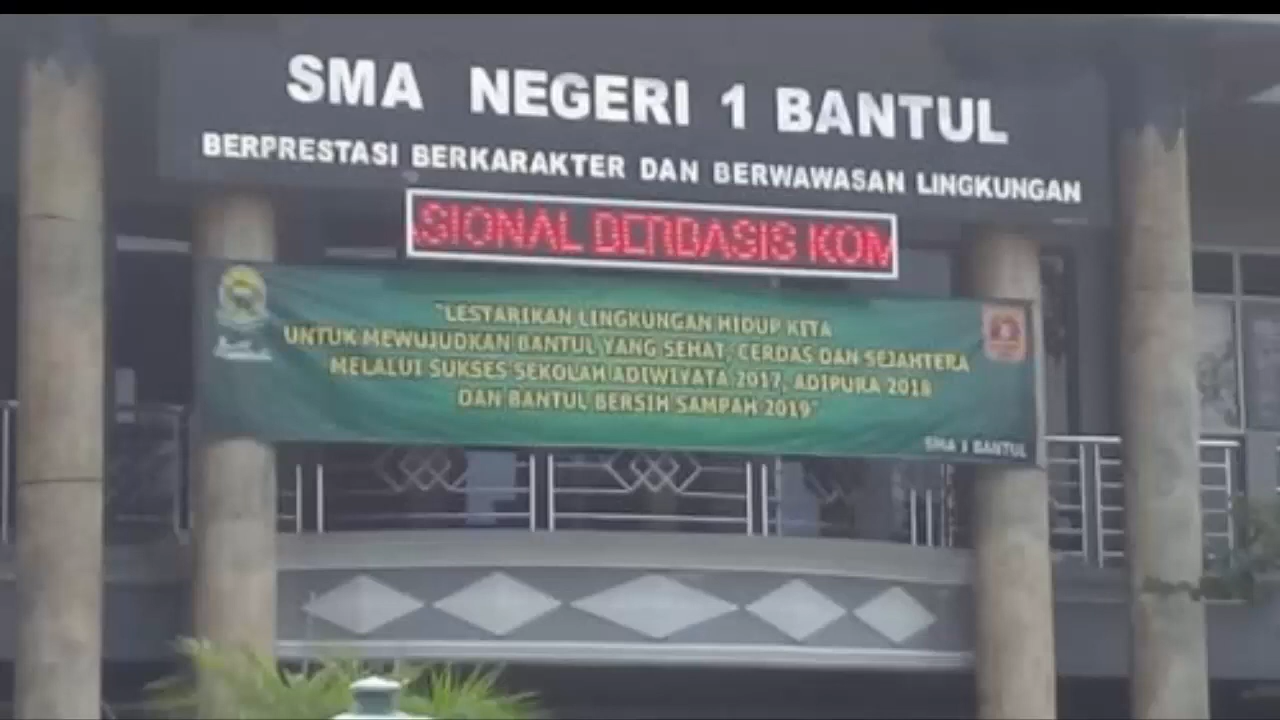 SMA NEGERI 1 BANTUL
BERPRESTASI BERKARAKTER DAN BERWAWASAN LINGKUNGAN
ASIONAL BERBASIS KOM
"LESTARIKAN LINGKUNGAN HIDUP KITA
UNTUK MEWUJUDKAN BANTUL YANG SEHAT, CERDAS DAN SEJAHTERA
MELALUI SUKSES SEKOLAH ADIWIYATA 2017, ADIPURA 2018
DAN BANTUL BERSIH SAMPAH 2019"
SMA 1 BANTUL